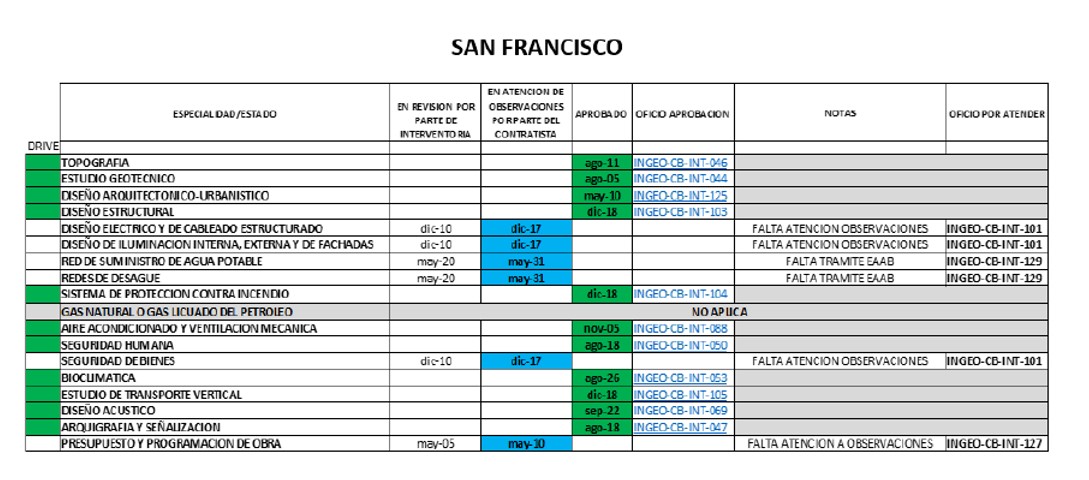 SAN FRANCISCO
ESPECIALIDAD/ESTADO EN REVISION POR PARTE DE INTERVENTORIA EN ATENCION DE OBSERVACIONES POR PARTE DEL CONTRATISTA APROBADO OFICIO APROBACION NOTAS OFICIO POR ATENDER
DRIVE
TOPOGRAFIA ago-11 INGEO-CB-INT-046
ESTUDIO GEOTECNICO ago-05 INGEO-CB-INT-044
DISEÑO ARQUITECTONICO-URBANISTICO may-10 INGEO-CB-INT-125
DISEÑO ESTRUCTURAL dic-18 INGEO-CB-INT-103
DISEÑO ELECTRICO Y DE CABLEADO ESTRUCTURADO dic-10 dic-17 FALTA ATENCION OBSERVACIONES INGEO-CB-INT-101
DISEÑO DE ILUMINACION INTERNA, EXTERNA Y DE FACHADAS dic-10 dic-17 FALTA ATENCION OBSERVACIONES INGEO-CB-INT-101
RED DE SUMINISTRO DE AGUA POTABLE may-20 may-31 FALTA TRAMITE EAAB INGEO-CB-INT-129
REDES DE DESAGUE may-20 may-31 FALTA TRAMITE EAAB INGEO-CB-INT-129
SISTEMA DE PROTECCION CONTRA INCENDIO dic-18 INGEO-CB-INT-104
GAS NATURAL O GAS LICUADO DEL PETROLEO NO APLICA
AIRE ACONDICIONADO Y VENTILACION MECANICA nov-05 INGEO-CB-INT-088
SEGURIDAD HUMANA ago-18 INGEO-CB-INT-050
SEGURIDAD DE BIENES dic-10 dic-17 FALTA ATENCION OBSERVACIONES INGEO-CB-INT-101
BIOCLIMATICA ago-26 INGEO-CB-INT-053
ESTUDIO DE TRANSPORTE VERTICAL dic-18 INGEO-CB-INT-105
DISEÑO ACUSTICO sep-22 INGEO-CB-INT-069
ARQUIGRAFIA Y SEÑALIZACION ago-18 INGEO-CB-INT-047
PRESUPUESTO Y PROGRAMACION DE OBRA may-05 may-10 FALTA ATENCION A OBSERVACIONES INGEO-CB-INT-127